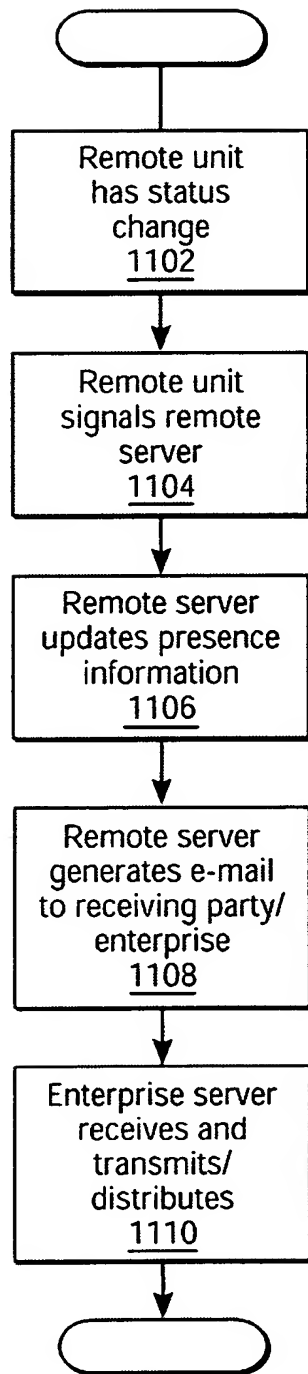 Remote unit
has status
change
1102
Remote unit
signals remote
server
1104
Remote server
updates presence
information
1106
Remote server
generates e-mail
to receiving party/
enterprise
1108
Enterprise server
receives and
transmits/
distributes
1110